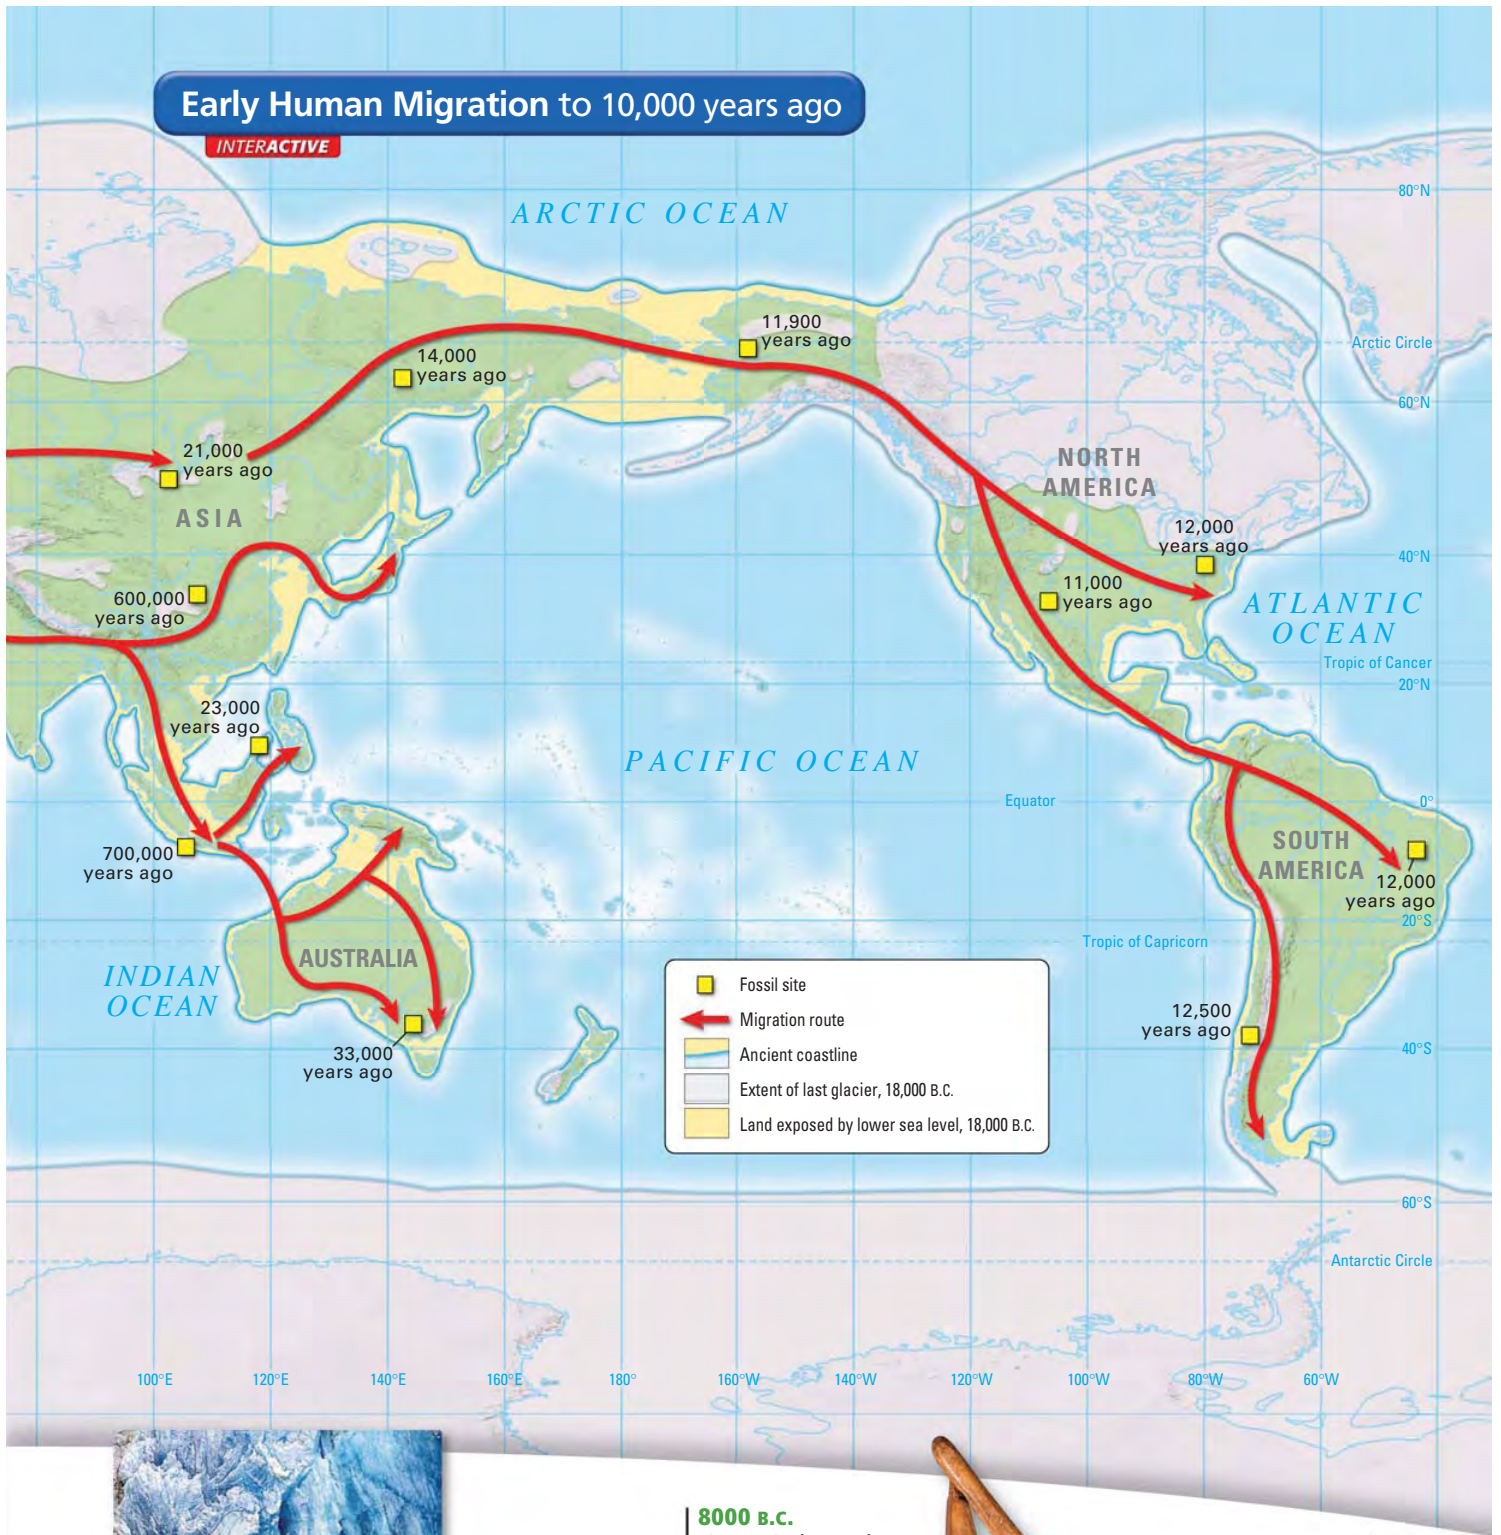 Early Human Migration to 10,000 years ago
INTERACTIVE
80°N
ARCTIC OCEAN
11,900
years ago
Arctic Circle
14,000
years ago
60°N
21,000
years ago
NORTH
AMERICA
ASIA
12,000
years ago
40°N
11,000
years ago
600,000
years ago
ATLANTIC
OCEAN
Tropic of Cancer
20°N
23,000
years ago
PACIFIC OCEAN
Equator
0°
700,000
years ago
SOUTH
AMERICA
12,000
years ago
20°S
Tropic of Capricorn
AUSTRALIA
INDIAN
OCEAN
Fossil site
Migration route
Ancient coastline
Extent of last glacier, 18,000 B.C.
Land exposed by lower sea level, 18,000 B.C.
12,500
years ago
33,000
years ago
40°S
60°S
Antarctic Circle
100°E 120°E 140°E 160°E 180° 160°W 140°W 120°W 100°W 80°W 60°W
8000 B.C.